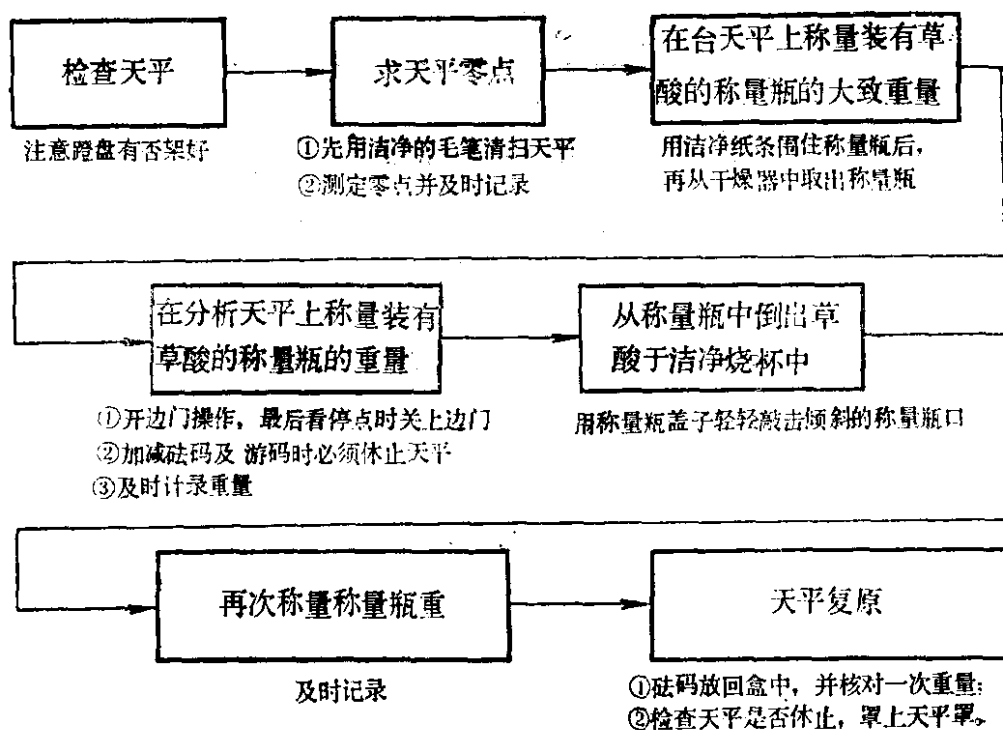 检查天平
注意蹬盘有否架好
求天平零点
①先用洁净的毛笔清扫天平
②测定零点并及时记录
在台天平上称量装有草
酸的称量瓶的大致重量
用洁净纸条围住称量瓶后，
再从干燥器中取出称量瓶
在分析天平上称量装有
草酸的称量瓶的重量
①开边门操作，最后看停点时关上边门
②加减砝码及 游码时必须休止天平
③及时计录重量
从称量瓶中倒出草
酸于洁净烧杯中
用称量瓶盖子轻轻敲击倾斜的称量瓶口
再次称量称量瓶重
及时记录
天平复原
①砝码放回盒中，并核对一次重量；
②检查天平是否休止，罩上天平罩。